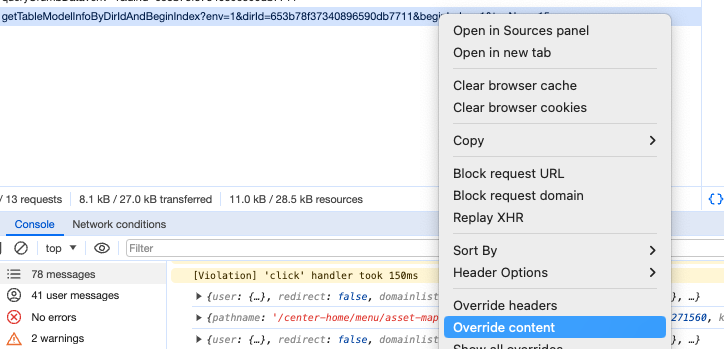 getTableModelInfoByDirIdAndBeginIndex?env=1&dirId=653b78f37340896590db7711&begi
Open in Sources panel
Open in new tab
Clear browser cache
Clear browser cookies
Copy
Block request URL
Block request domain
Replay XHR
Sort By
Header Options
Override headers
Override content
Show all overrides
/ 13 requests
8.1 kB / 27.0 kB transferred
11.0 kB / 28.5 kB resources
Console
Network conditions
top
Filter
78 messages
41 user messages
No errors
2 warnings
[Violation] 'click' handler took 150ms
{user: {…}, redirect: false, domainlist
}, …}
{pathname: '/center-home/menu/asset-map
271560, k
{user: {…}, redirect: false, domainlist
}, …}